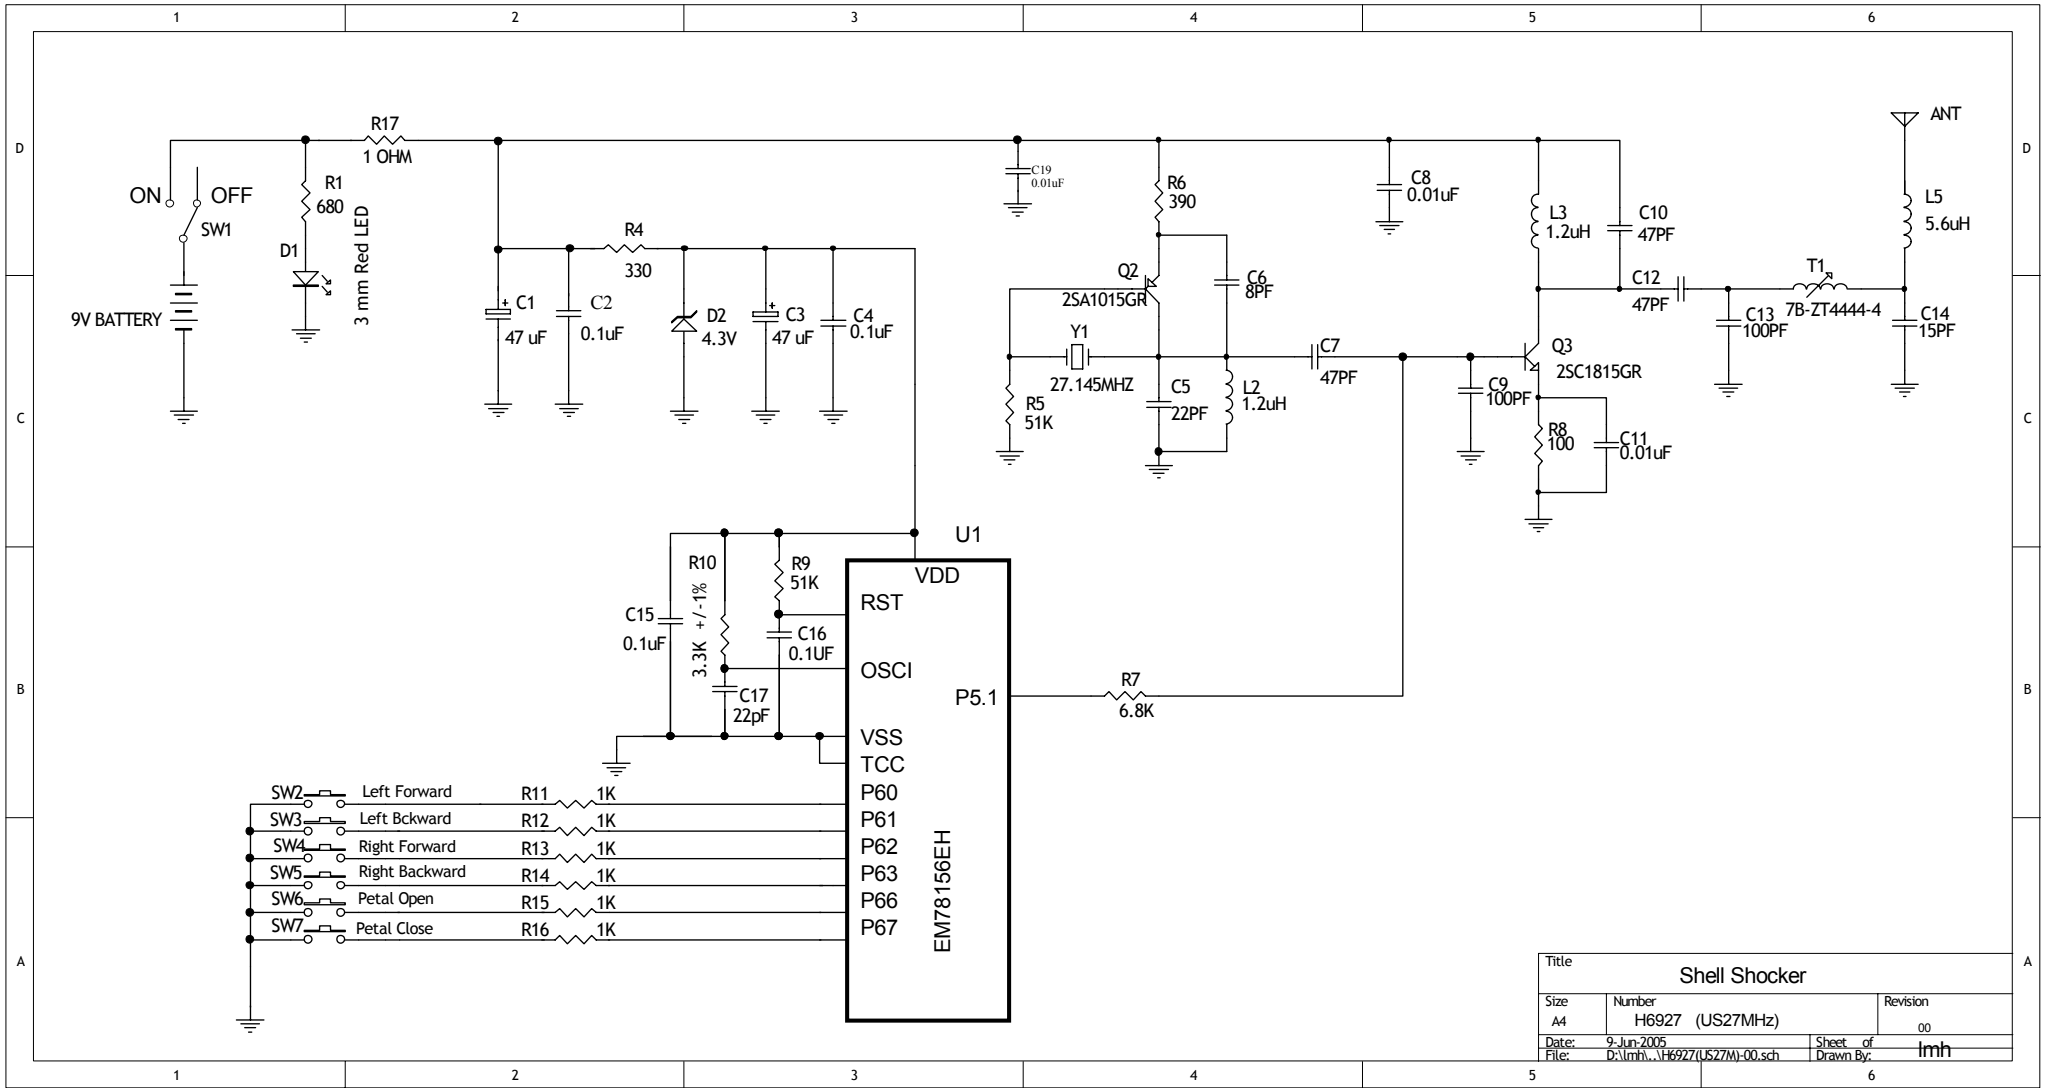 1 2 3 4 5 6
D
C
B
A
D
C
B
A
R17
1 OHM
ON
OFF
SW1
9V BATTERY
R1
680
D1
3 mm Red LED
C1
47 uF
C2
0.1uF
R4
330
D2
4.3V
C3
47 uF
C4
0.1uF
C19
0.01uF
R6
390
Q2
2SA1015GR
C6
8PF
Y1
27.145MHZ
R5
51K
C5
22PF
L2
1.2uH
C7
47PF
C8
0.01uF
L3
1.2uH
C10
47PF
C12
47PF
Q3
2SC1815GR
C9
100PF
R8
100
C11
0.01uF
C13
100PF
T1
7B-ZT4444-4
ANT
L5
5.6uH
C14
15PF
U1
VDD
RST
OSCI
P5.1
VSS
TCC
P60
P61
P62
P63
P66
P67
EM78156EH
C15
0.1uF
R10
3.3K +/-1%
R9
51K
C16
0.1UF
C17
22pF
R7
6.8K
SW2 Left Forward R11 1K
SW3 Left Bckward R12 1K
SW4 Right Forward R13 1K
SW5 Right Backward R14 1K
SW6 Petal Open R15 1K
SW7 Petal Close R16 1K
Title
Shell Shocker
Size Number Revision
A4 H6927 (US27MHz) 00
Date: 9-Jun-2005 Sheet of
File: D:\lmh\..\H6927(US27M)-00.sch Drawn By: lmh
1 2 3 4 5 6